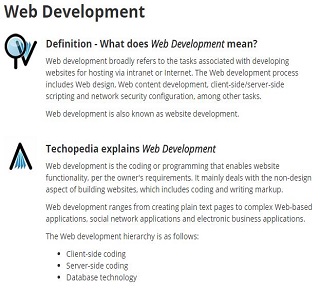 Web Development
Definition - What does Web Development mean?
Web development broadly refers to the tasks associated with developing
websites for hosting via intranet or Internet. The Web development process
includes Web design, Web content development, client-side/server-side
scripting and network security configuration, among other tasks.
Web development is also known as website development.
Techopedia explains Web Development
Web development is the coding or programming that enables website
functionality, per the owner's requirements. It mainly deals with the non-design
aspect of building websites, which includes coding and writing markup.
Web development ranges from creating plain text pages to complex Web-based
applications, social network applications and electronic business applications.
The Web development hierarchy is as follows:
• Client-side coding
• Server-side coding
• Database technology